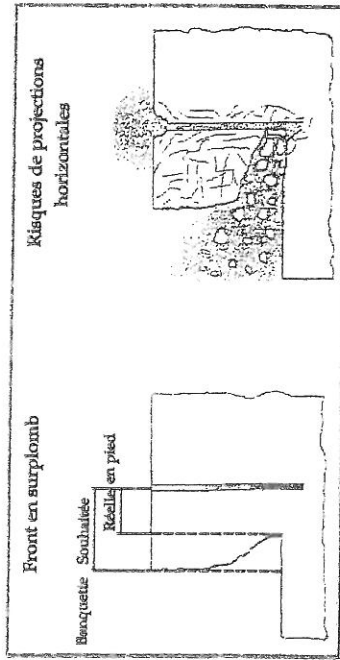 Front en surplomb
Banquette Souhaitée
Réelle en pied
Risques de projections
horizontales